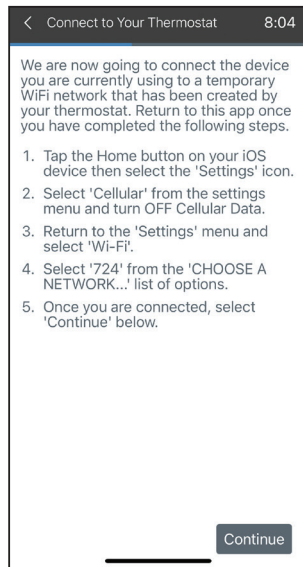 < Connect to Your Thermostat 8:04
We are now going to connect the device
you are currently using to a temporary
WiFi network that has been created by
your thermostat. Return to this app once
you have completed the following steps.
1. Tap the Home button on your iOS
device then select the 'Settings' icon.
2. Select 'Cellular' from the settings
menu and turn OFF Cellular Data.
3. Return to the 'Settings' menu and
select 'Wi-Fi'.
4. Select '724' from the 'CHOOSE A
NETWORK...' list of options.
5. Once you are connected, select
'Continue' below.
Continue